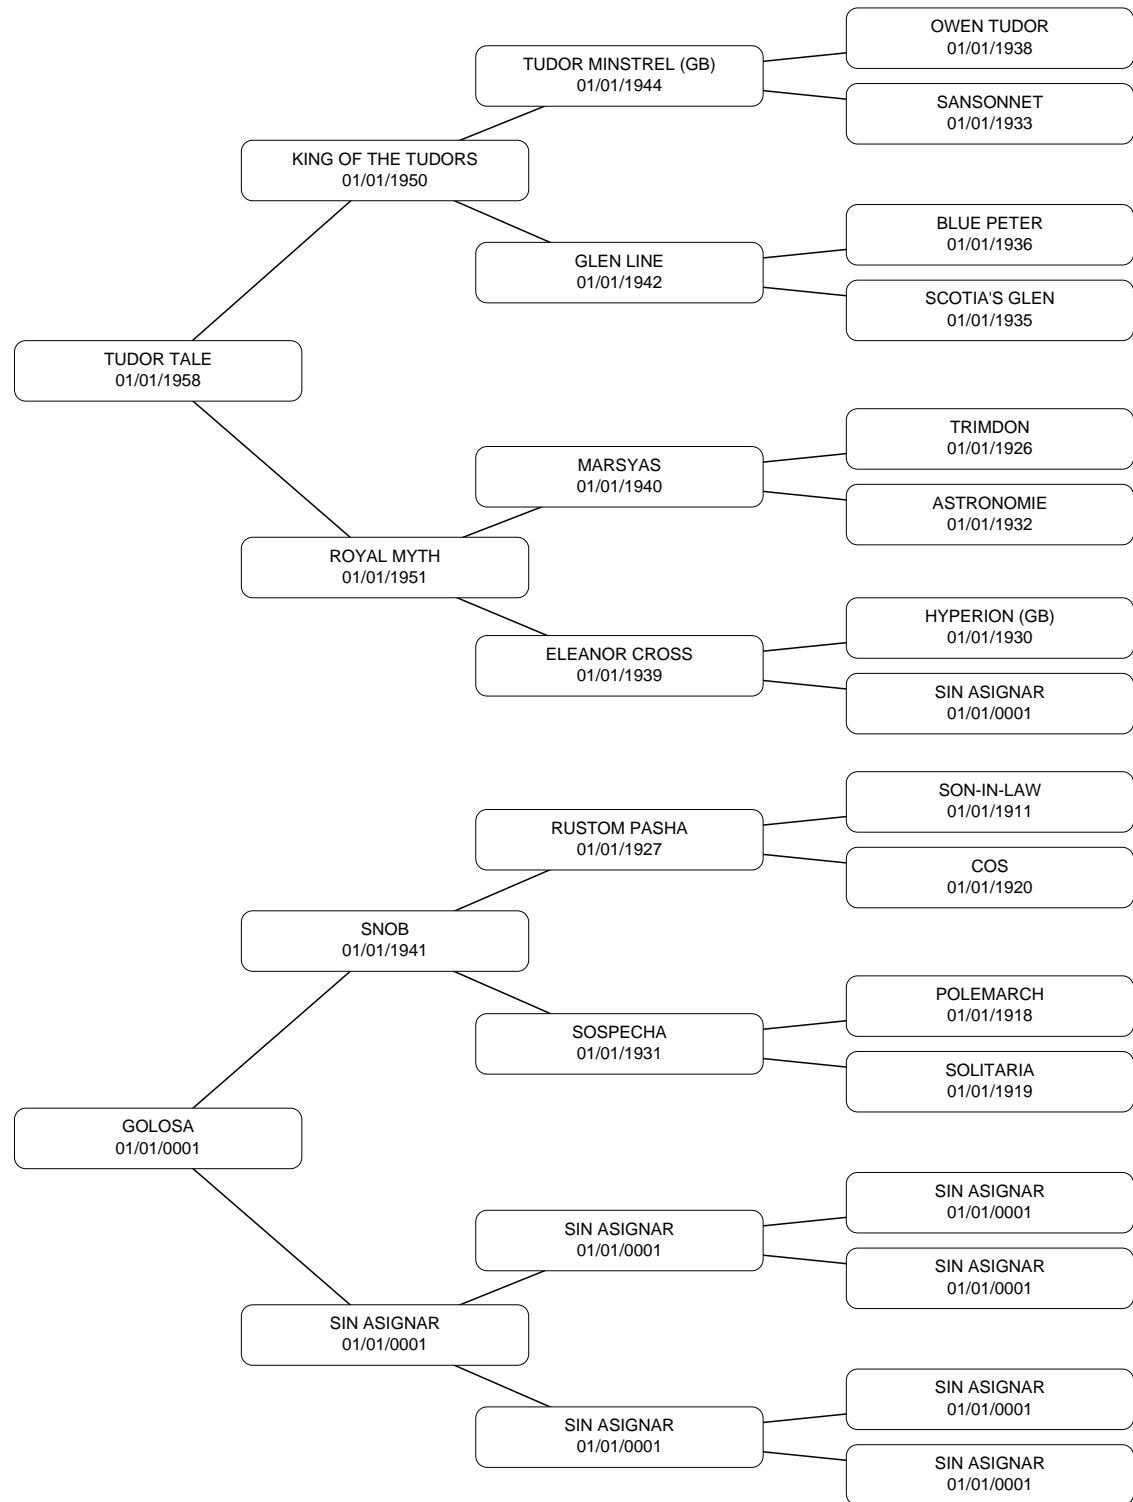 OWEN TUDOR
01/01/1938
TUDOR MINSTREL (GB)
01/01/1944
SANSONNET
01/01/1933
KING OF THE TUDORS
01/01/1950
BLUE PETER
01/01/1936
GLEN LINE
01/01/1942
SCOTIA'S GLEN
01/01/1935
TUDOR TALE
01/01/1958
TRIMDON
01/01/1926
MARSYAS
01/01/1940
ASTRONOMIE
01/01/1932
ROYAL MYTH
01/01/1951
HYPERION (GB)
01/01/1930
ELEANOR CROSS
01/01/1939
SIN ASIGNAR
01/01/0001
SON-IN-LAW
01/01/1911
RUSTOM PASHA
01/01/1927
COS
01/01/1920
SNOB
01/01/1941
POLEMARCH
01/01/1918
SOSPECHA
01/01/1931
SOLITARIA
01/01/1919
GOLOSA
01/01/0001
SIN ASIGNAR
01/01/0001
SIN ASIGNAR
01/01/0001
SIN ASIGNAR
01/01/0001
SIN ASIGNAR
01/01/0001
SIN ASIGNAR
01/01/0001
SIN ASIGNAR
01/01/0001
SIN ASIGNAR
01/01/0001